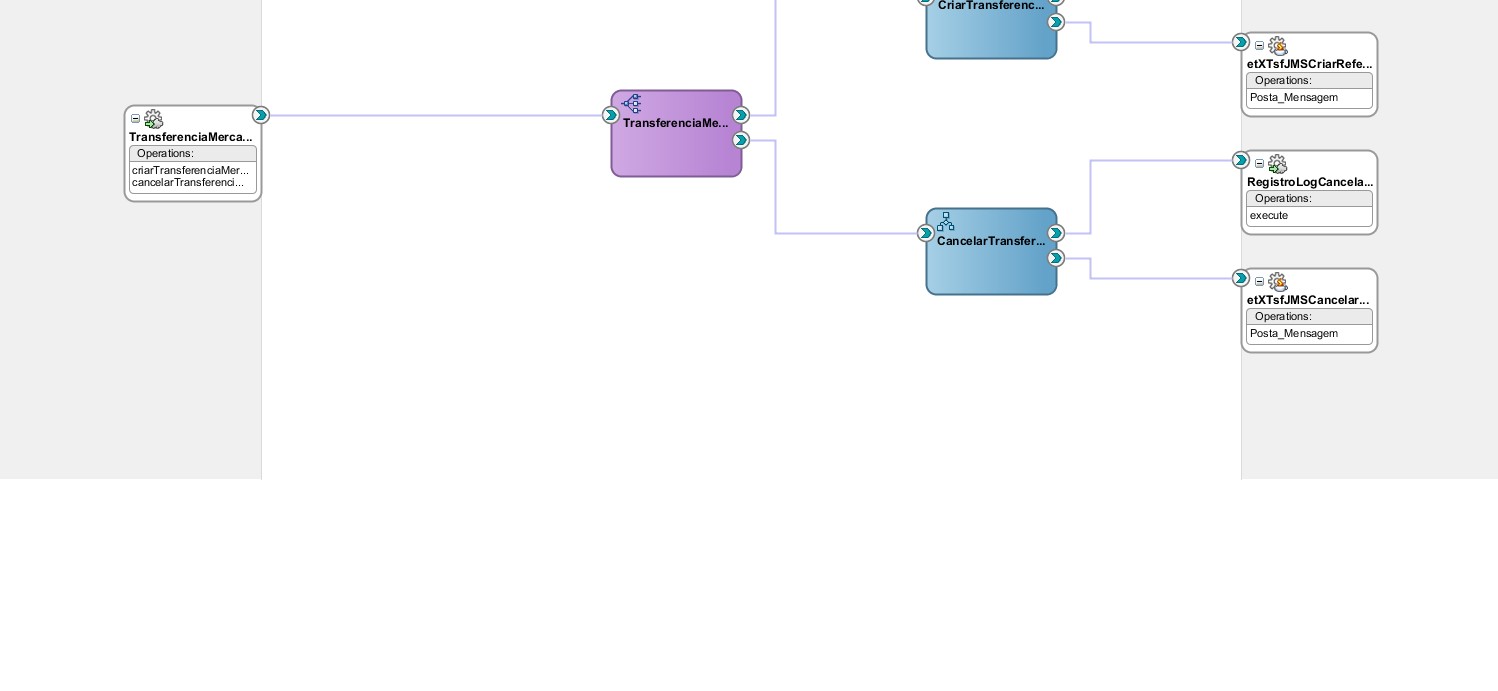 CriarTransferenc...
etXTsfJMSCriarRefe...
Operations:
Posta_Mensagem
TransferenciaMerca...
Operations:
criarTransferenciaMer...
cancelarTransferenci...
TransferenciaMe...
RegistroLogCancela...
Operations:
execute
CancelarTransfer...
etXTsfJMSCancelar...
Operations:
Posta_Mensagem